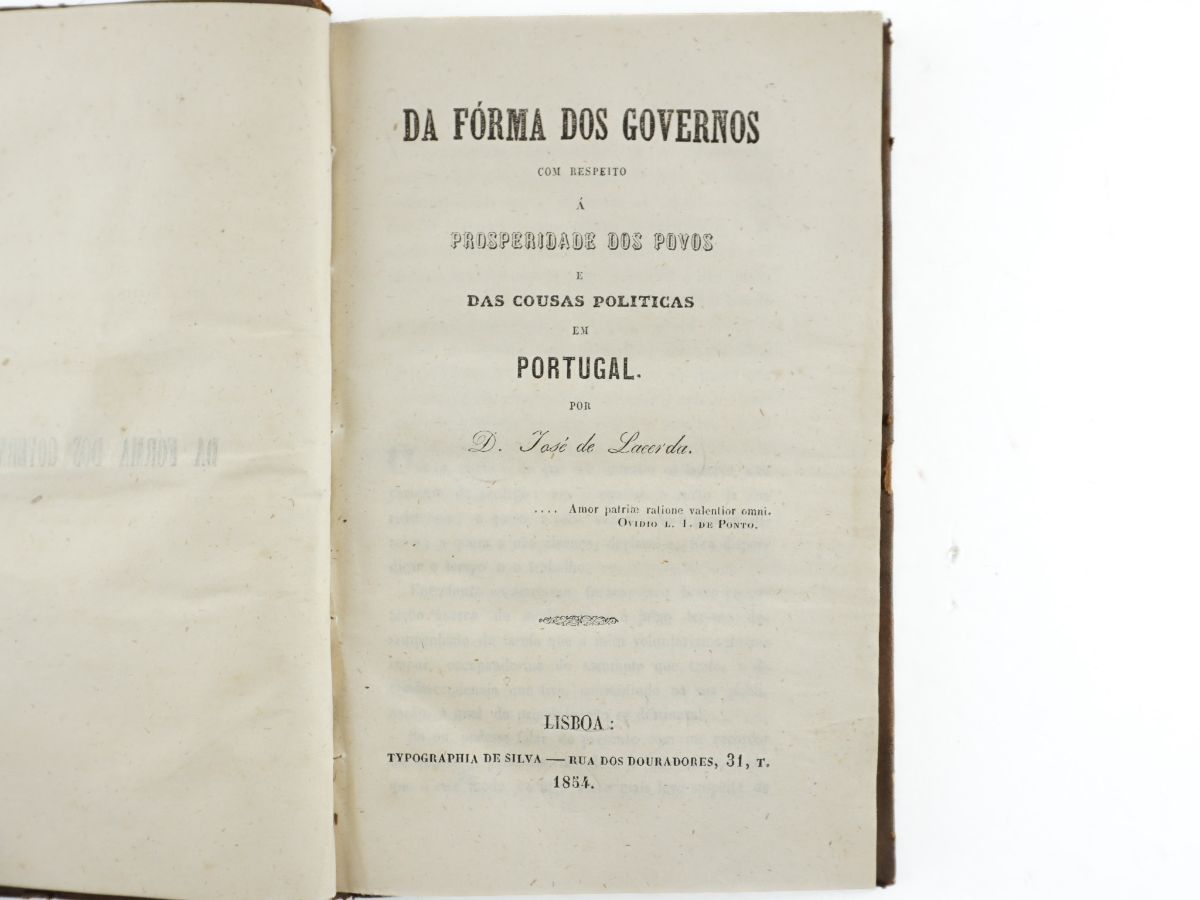 DA FÓRMA DOS GOVERNOS
COM RESPEITO
Á
PROSPERIDADE DOS POVOS
E
DAS COUSAS POLITICAS
EM
PORTUGAL.
POR
D. José de Lacerda.
.... Amor patriæ ratione valentior omni.
OVIDIO L. 1. DE PONTO.
LISBOA:
TYPOGRAPHIA DE SILVA — RUA DOS DOURADORES, 31, T.
1854.